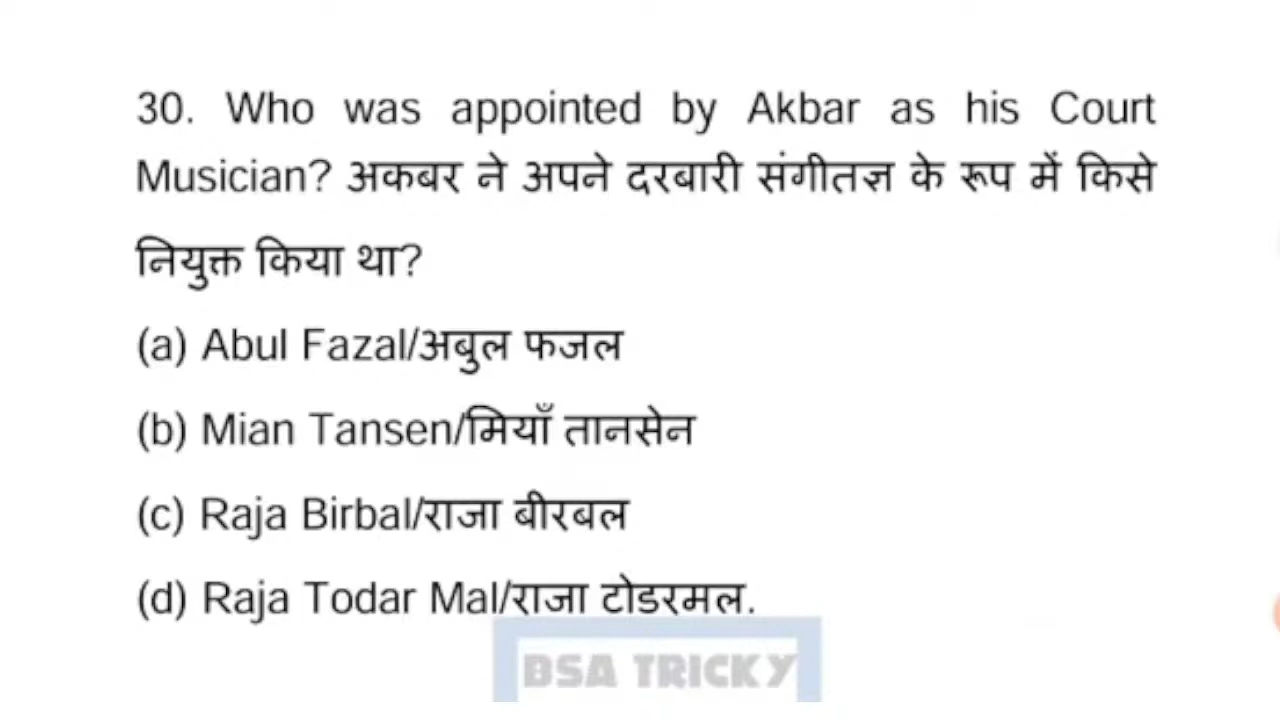 30. Who was appointed by Akbar as his Court
Musician? अकबर ने अपने दरबारी संगीतज्ञ के रूप में किसे
नियुक्त किया था?
(a) Abul Fazal/अबुल फजल
(b) Mian Tansen/मियाँ तानसेन
(c) Raja Birbal/राजा बीरबल
(d) Raja Todar Mal/राजा टोडरमल.
BSA TRICKY